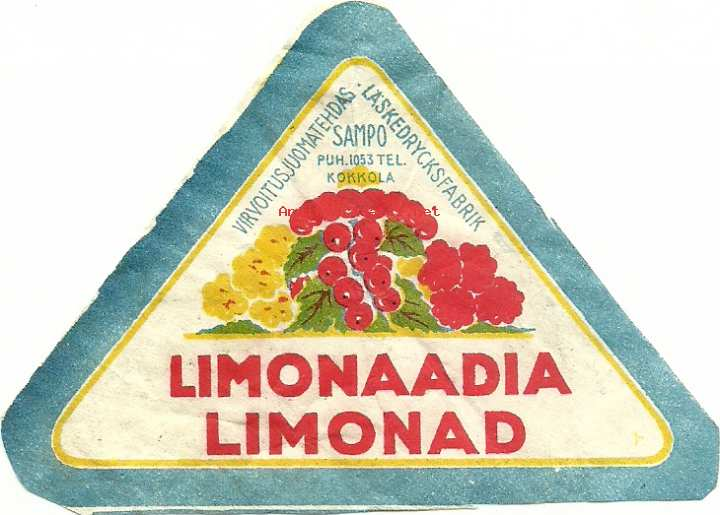 VIRVOITUSJUOMATEHDAS · LÄSKEDRYCKSFABRIK
SAMPO
PUH. 1053 TEL.
KOKKOLA
LIMONAADIA
LIMONAD